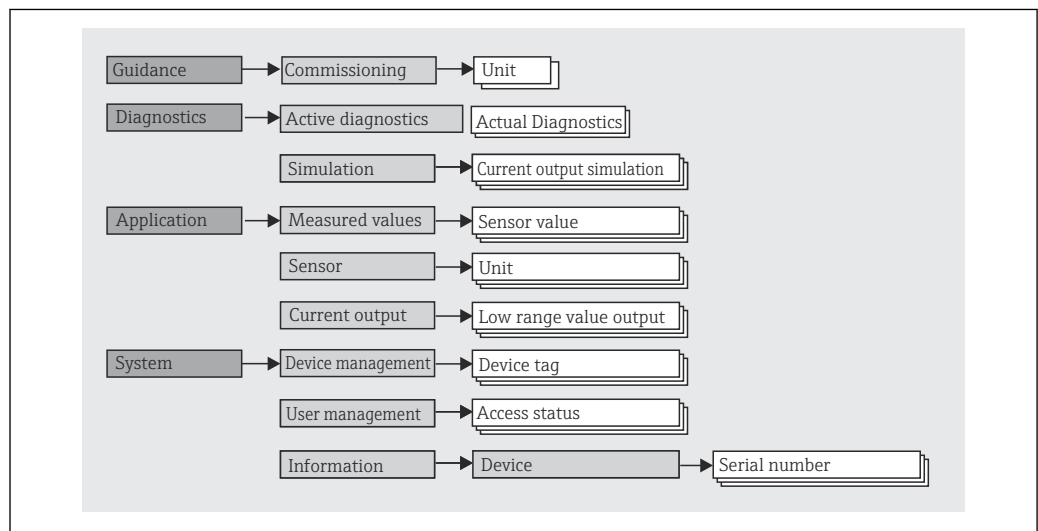 Guidance Commissioning Unit
Diagnostics Active diagnostics Actual Diagnostics
Simulation Current output simulation
Application Measured values Sensor value
Sensor Unit
Current output Low range value output
System Device management Device tag
User management Access status
Information Device Serial number